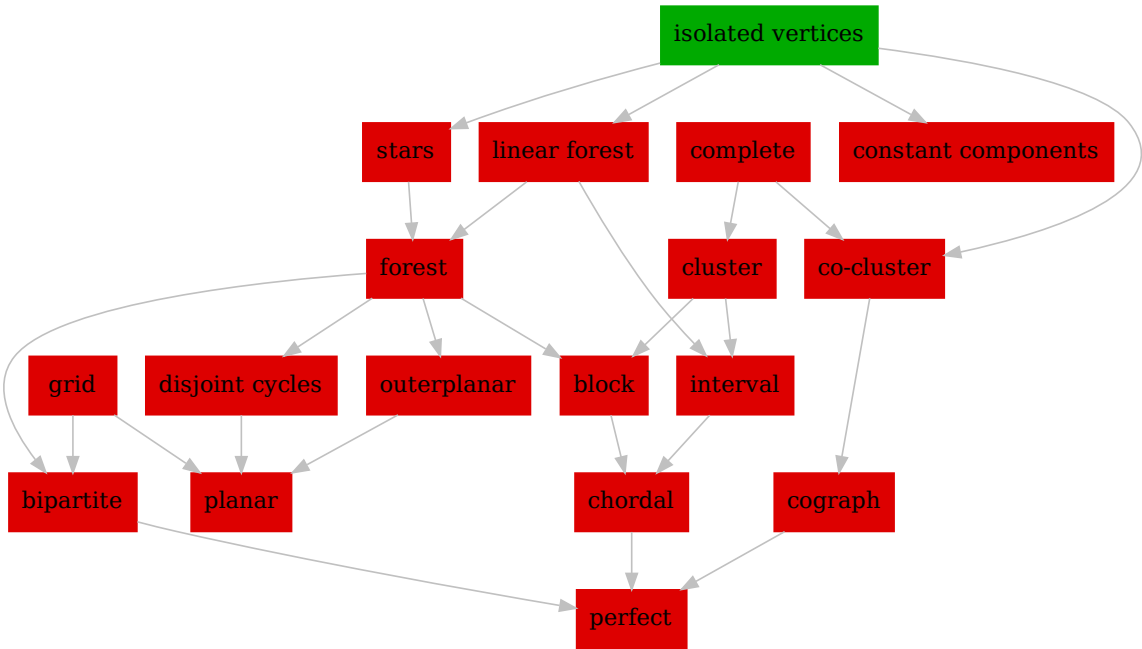 isolated vertices
stars
linear forest
complete
constant components
forest
cluster
co-cluster
grid
disjoint cycles
outerplanar
block
interval
bipartite
planar
chordal
cograph
perfect